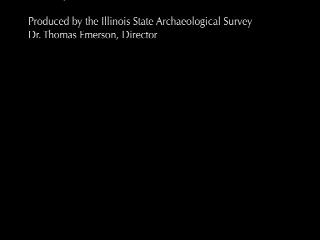 Produced by the Illinois State Archaeological Survey
Dr. Thomas Emerson, Director